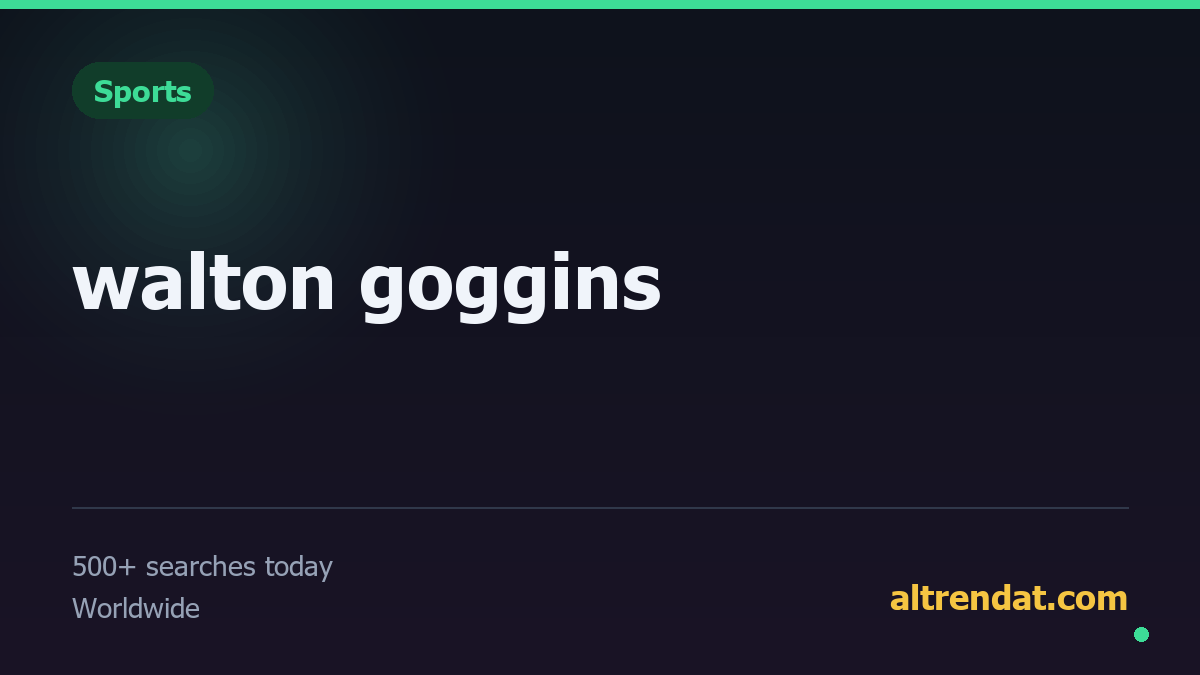 Sports
walton goggins
500+ searches today
Worldwide
altrendat.com